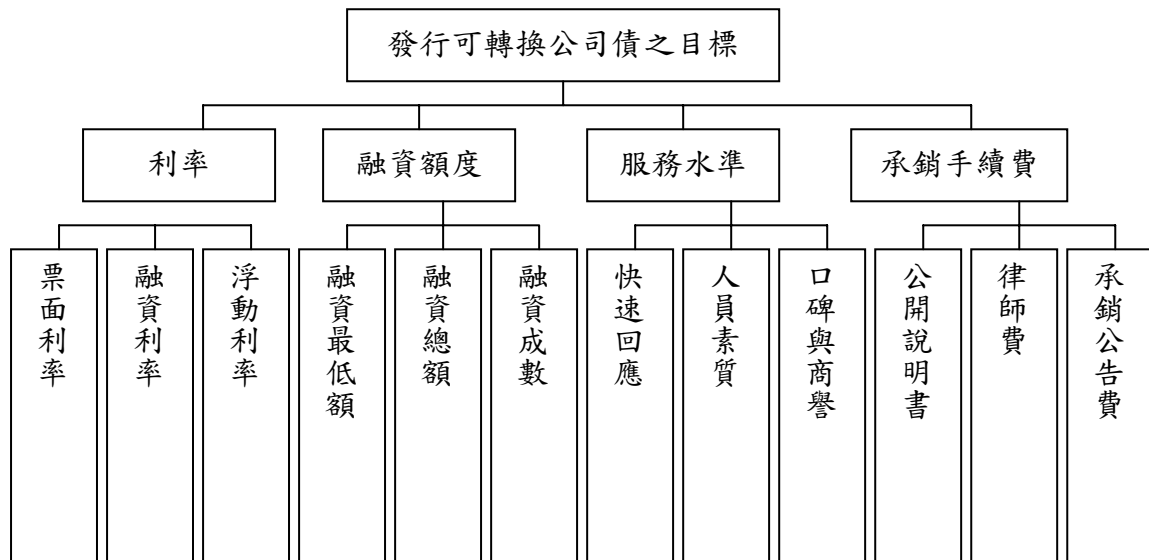 發行可轉換公司債之目標
利率
融資額度
服務水準
承銷手續費
票面利率
融資利率
浮動利率
融資最低額
融資總額
融資成數
快速回應
人員素質
口碑與商譽
公開說明書
律師費
承銷公告費